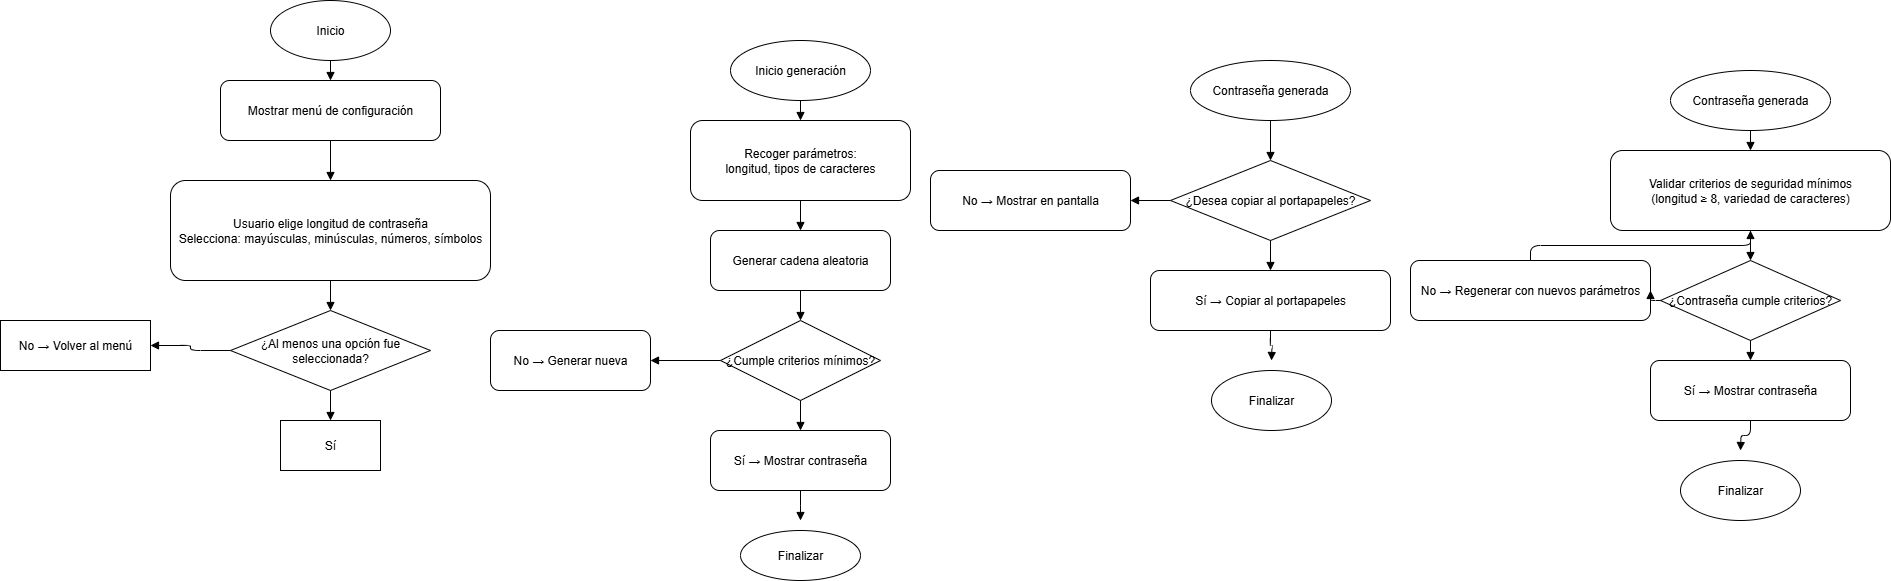 Inicio
Mostrar menú de configuración
Usuario elige longitud de contraseña
Selecciona: mayúsculas, minúsculas, números, símbolos
¿Al menos una opción fue
seleccionada?
No → Volver al menú
Sí
Inicio generación
Recoger parámetros:
longitud, tipos de caracteres
Generar cadena aleatoria
¿Cumple criterios mínimos?
No → Generar nueva
Sí → Mostrar contraseña
Finalizar
Contraseña generada
¿Desea copiar al portapapeles?
No → Mostrar en pantalla
Sí → Copiar al portapapeles
Finalizar
Contraseña generada
Validar criterios de seguridad mínimos
(longitud ≥ 8, variedad de caracteres)
¿Contraseña cumple criterios?
No → Regenerar con nuevos parámetros
Sí → Mostrar contraseña
Finalizar